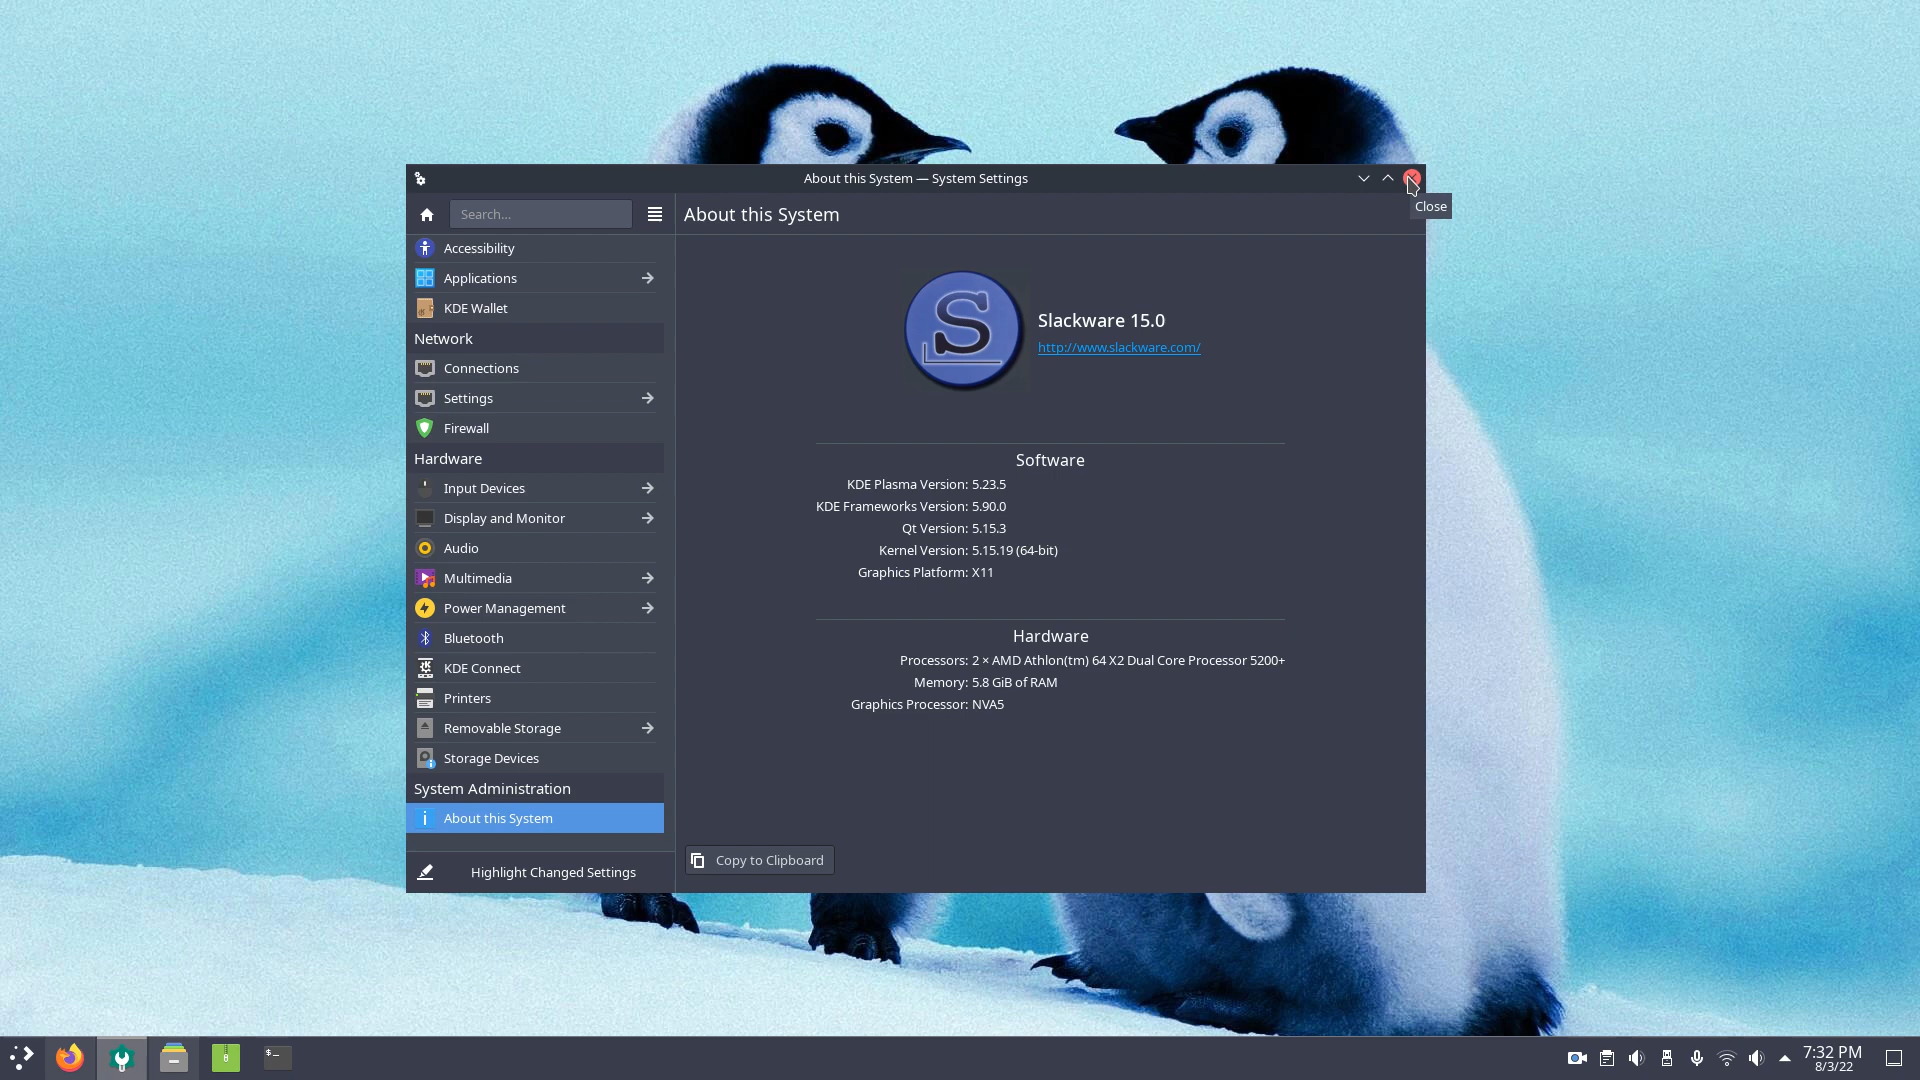 About this System — System Settings
Close
Search...
About this System
Accessibility
Applications
KDE Wallet
Network
Connections
Settings
Firewall
Hardware
Input Devices
Display and Monitor
Audio
Multimedia
Power Management
Bluetooth
KDE Connect
Printers
Removable Storage
Storage Devices
System Administration
About this System
Highlight Changed Settings
S
Slackware 15.0
http://www.slackware.com/
Software
KDE Plasma Version: 5.23.5
KDE Frameworks Version: 5.90.0
Qt Version: 5.15.3
Kernel Version: 5.15.19 (64-bit)
Graphics Platform: X11
Hardware
Processors: 2 × AMD Athlon(tm) 64 X2 Dual Core Processor 5200+
Memory: 5.8 GiB of RAM
Graphics Processor: NVA5
Copy to Clipboard
7:32 PM
8/3/22